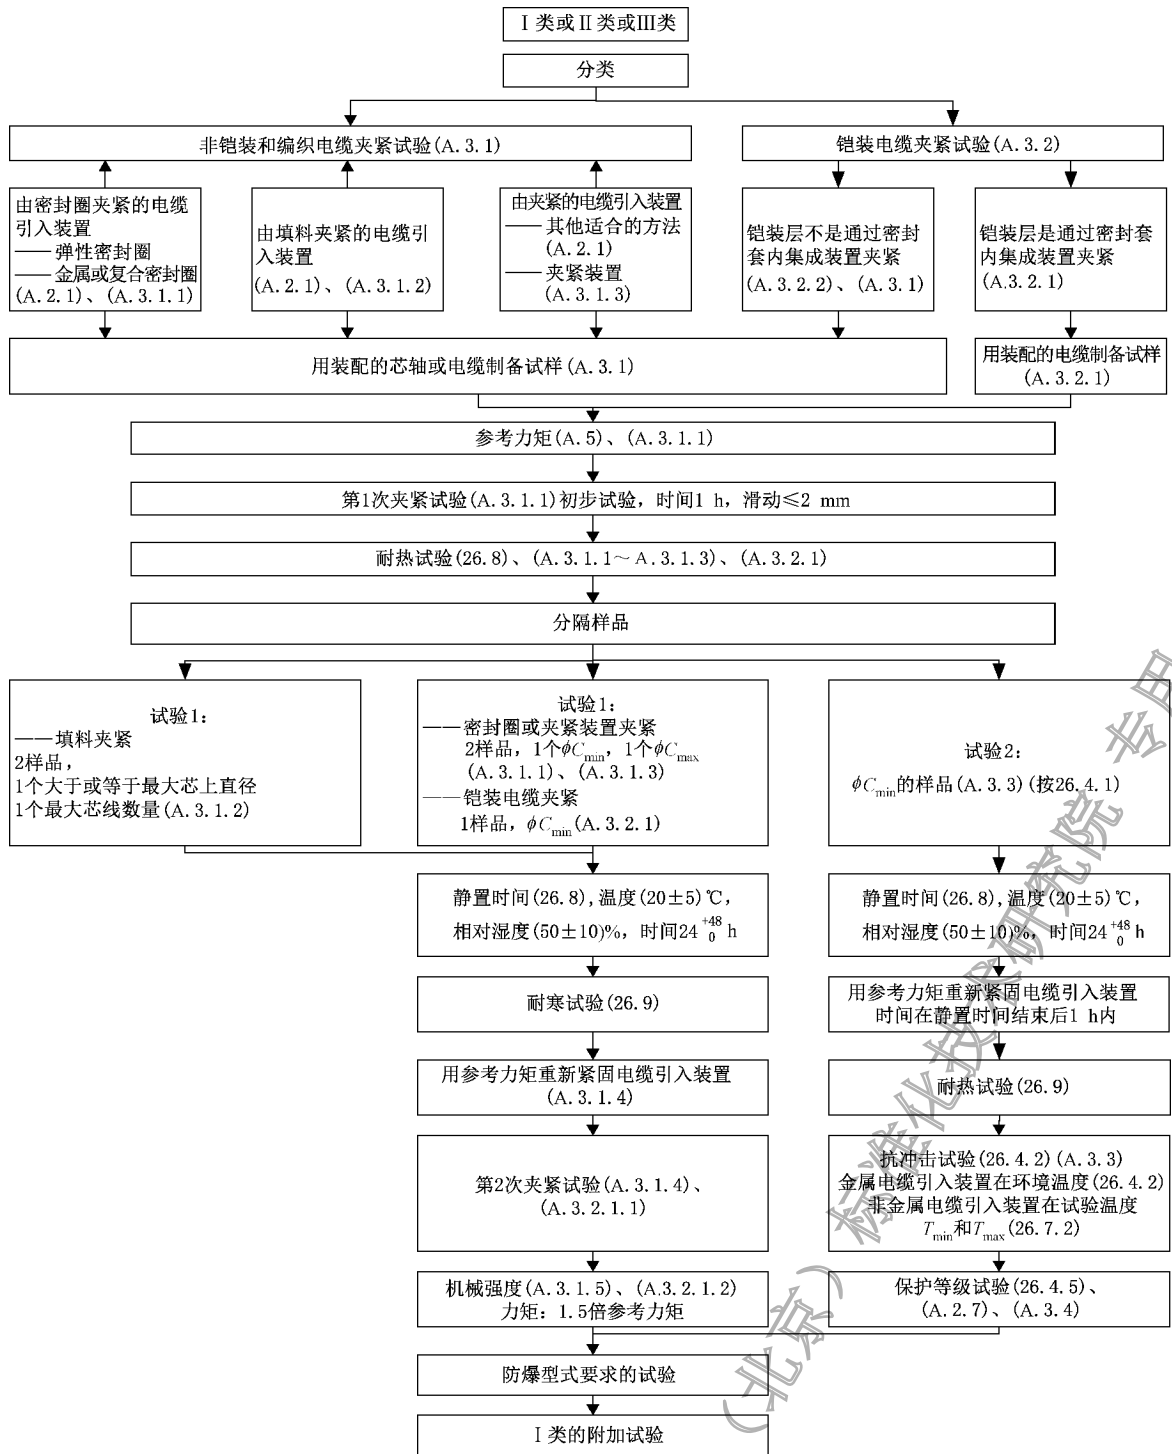 Ⅰ类或Ⅱ类或Ⅲ类
分类
非铠装和编织电缆夹紧试验(A.3.1)
铠装电缆夹紧试验(A.3.2)
由密封圈夹紧的电缆
引入装置
——弹性密封圈
——金属或复合密封圈
(A.2.1)、(A.3.1.1)
由填料夹紧的电缆引
入装置
(A.2.1)、(A.3.1.2)
由夹紧的电缆引入装置
——其他适合的方法
(A.2.1)
——夹紧装置
(A.3.1.3)
铠装层不是通过密封
套内集成装置夹紧
(A.3.2.2)、(A.3.1)
铠装层是通过密封套
内集成装置夹紧
(A.3.2.1)
用装配的芯轴或电缆制备试样(A.3.1)
用装配的电缆制备试样
(A.3.2.1)
参考力矩(A.5)、(A.3.1.1)
第1次夹紧试验(A.3.1.1)初步试验，时间1 h，滑动≤2 mm
耐热试验(26.8)、(A.3.1.1～A.3.1.3)、(A.3.2.1)
分隔样品
试验1：
——填料夹紧
2样品，
1个大于或等于最大芯上直径
1个最大芯线数量(A.3.1.2)
试验1：
——密封圈或夹紧装置夹紧
2样品，1个ϕCmin，1个ϕCmax
(A.3.1.1)、(A.3.1.3)
——铠装电缆夹紧
1样品，ϕCmin(A.3.2.1)
试验2：
ϕCmin的样品(A.3.3)(按26.4.1)
静置时间(26.8),温度(20±5)℃，
相对湿度(50±10)%，时间24 +48 0 h
静置时间(26.8),温度(20±5)℃，
相对湿度(50±10)%，时间24 +48 0 h
耐寒试验(26.9)
用参考力矩重新紧固电缆引入装置
时间在静置时间结束后1 h内
用参考力矩重新紧固电缆引入装置
(A.3.1.4)
耐热试验(26.9)
第2次夹紧试验(A.3.1.4)、
(A.3.2.1.1)
抗冲击试验(26.4.2)(A.3.3)
金属电缆引入装置在环境温度(26.4.2)
非金属电缆引入装置在试验温度
Tmin和Tmax(26.7.2)
机械强度(A.3.1.5)、(A.3.2.1.2)
力矩：1.5倍参考力矩
保护等级试验(26.4.5)、
(A.2.7)、(A.3.4)
防爆型式要求的试验
Ⅰ类的附加试验
（北京）标准化技术研究院 专用